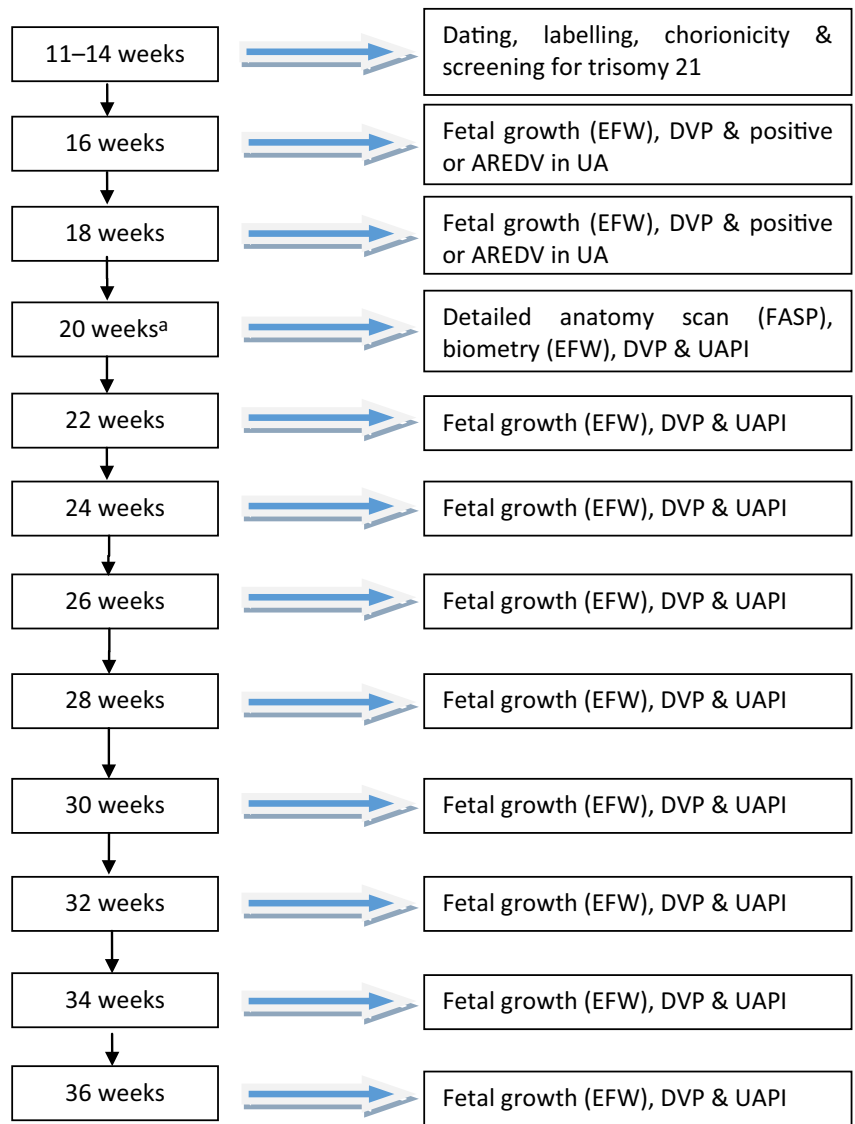 11–14 weeks
Dating, labelling, chorionicity &
screening for trisomy 21
16 weeks
Fetal growth (EFW), DVP & positive
or AREDV in UA
18 weeks
Fetal growth (EFW), DVP & positive
or AREDV in UA
20 weeksᵃ
Detailed anatomy scan (FASP),
biometry (EFW), DVP & UAPI
22 weeks
Fetal growth (EFW), DVP & UAPI
24 weeks
Fetal growth (EFW), DVP & UAPI
26 weeks
Fetal growth (EFW), DVP & UAPI
28 weeks
Fetal growth (EFW), DVP & UAPI
30 weeks
Fetal growth (EFW), DVP & UAPI
32 weeks
Fetal growth (EFW), DVP & UAPI
34 weeks
Fetal growth (EFW), DVP & UAPI
36 weeks
Fetal growth (EFW), DVP & UAPI